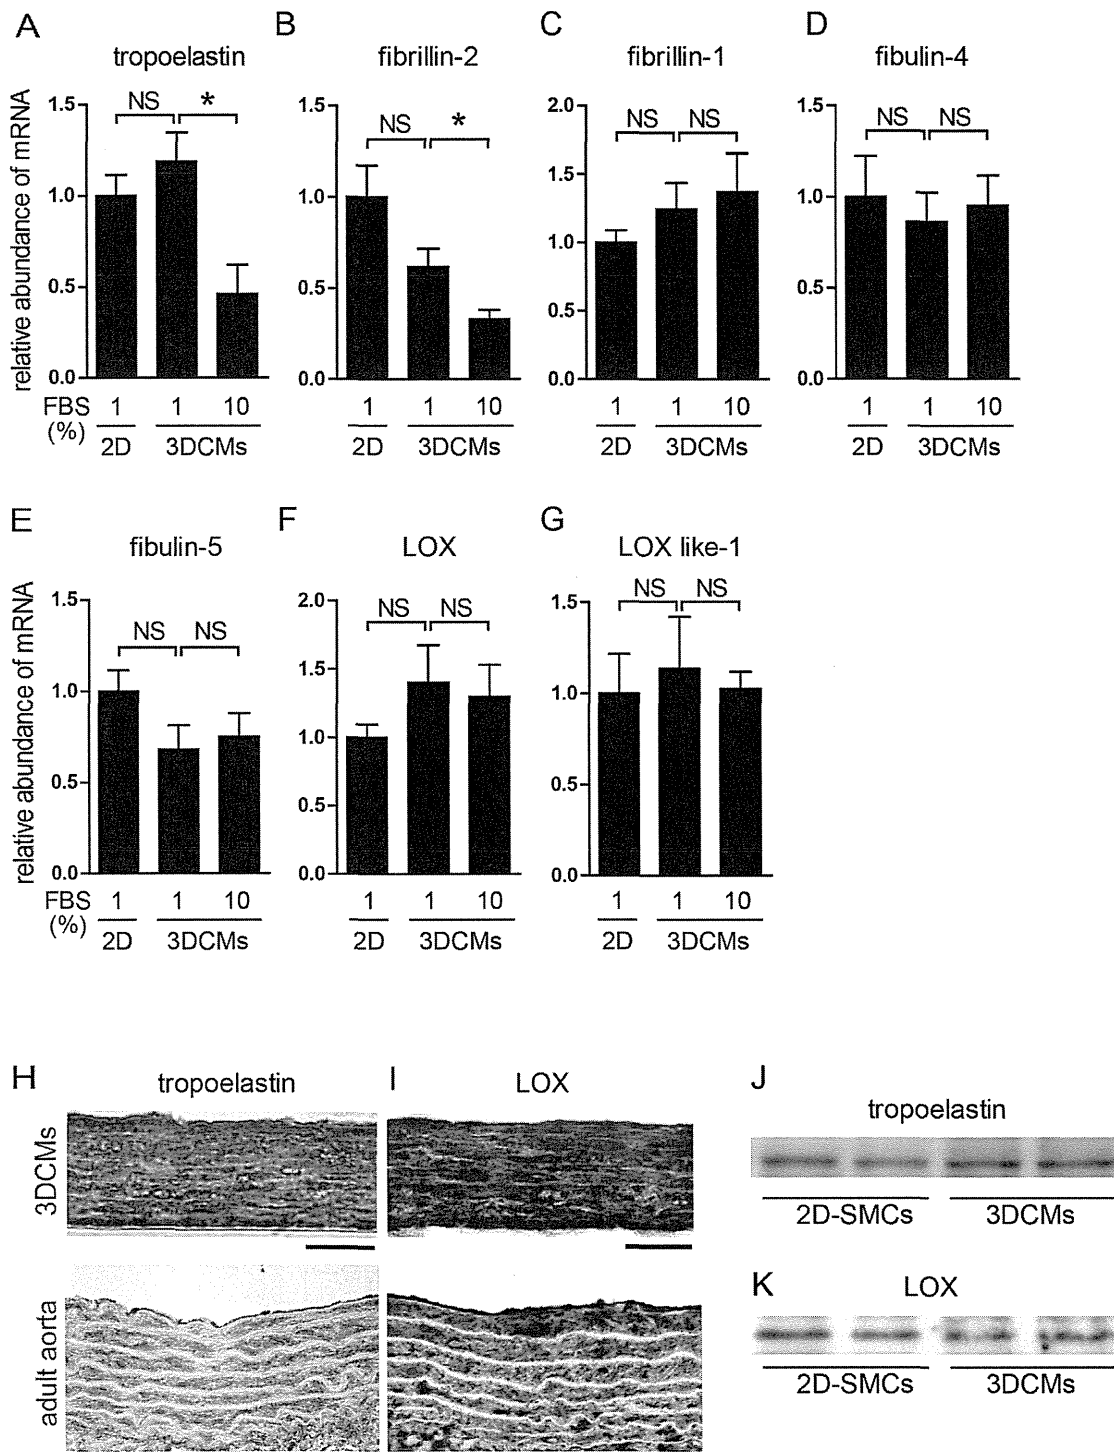 A
tropoelastin
relative abundance of mRNA
1.5
1.0
0.5
0.0
NS
*
FBS (%)
1 1 10
2D 3DCMs
B
fibrillin-2
1.5
1.0
0.5
0.0
NS
*
1 1 10
2D 3DCMs
C
fibrillin-1
2.0
1.5
1.0
0.5
0.0
NS NS
1 1 10
2D 3DCMs
D
fibulin-4
1.5
1.0
0.5
0.0
NS NS
1 1 10
2D 3DCMs
E
fibulin-5
relative abundance of mRNA
1.5
1.0
0.5
0.0
NS NS
FBS (%)
1 1 10
2D 3DCMs
F
LOX
2.0
1.5
1.0
0.5
0.0
NS NS
1 1 10
2D 3DCMs
G
LOX like-1
1.5
1.0
0.5
0.0
NS NS
1 1 10
2D 3DCMs
H
tropoelastin
3DCMs
adult aorta
I
LOX
J
tropoelastin
2D-SMCs 3DCMs
K
LOX
2D-SMCs 3DCMs